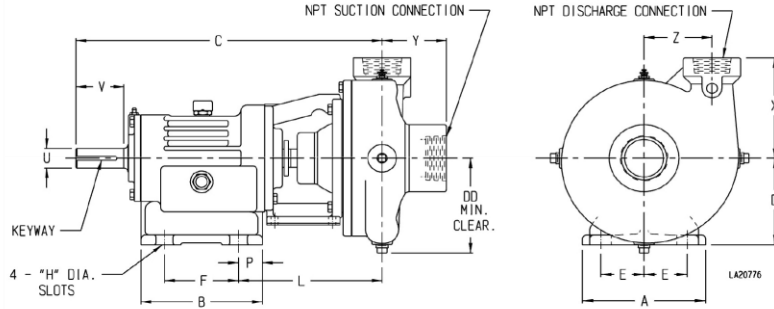 NPT SUCTION CONNECTION
NPT DISCHARGE CONNECTION
C
Y
Z
V
U
DD
MIN.
CLEAR.
KEYWAY
4 - "H" DIA.
SLOTS
P
F
L
B
E
E
A
LA20776